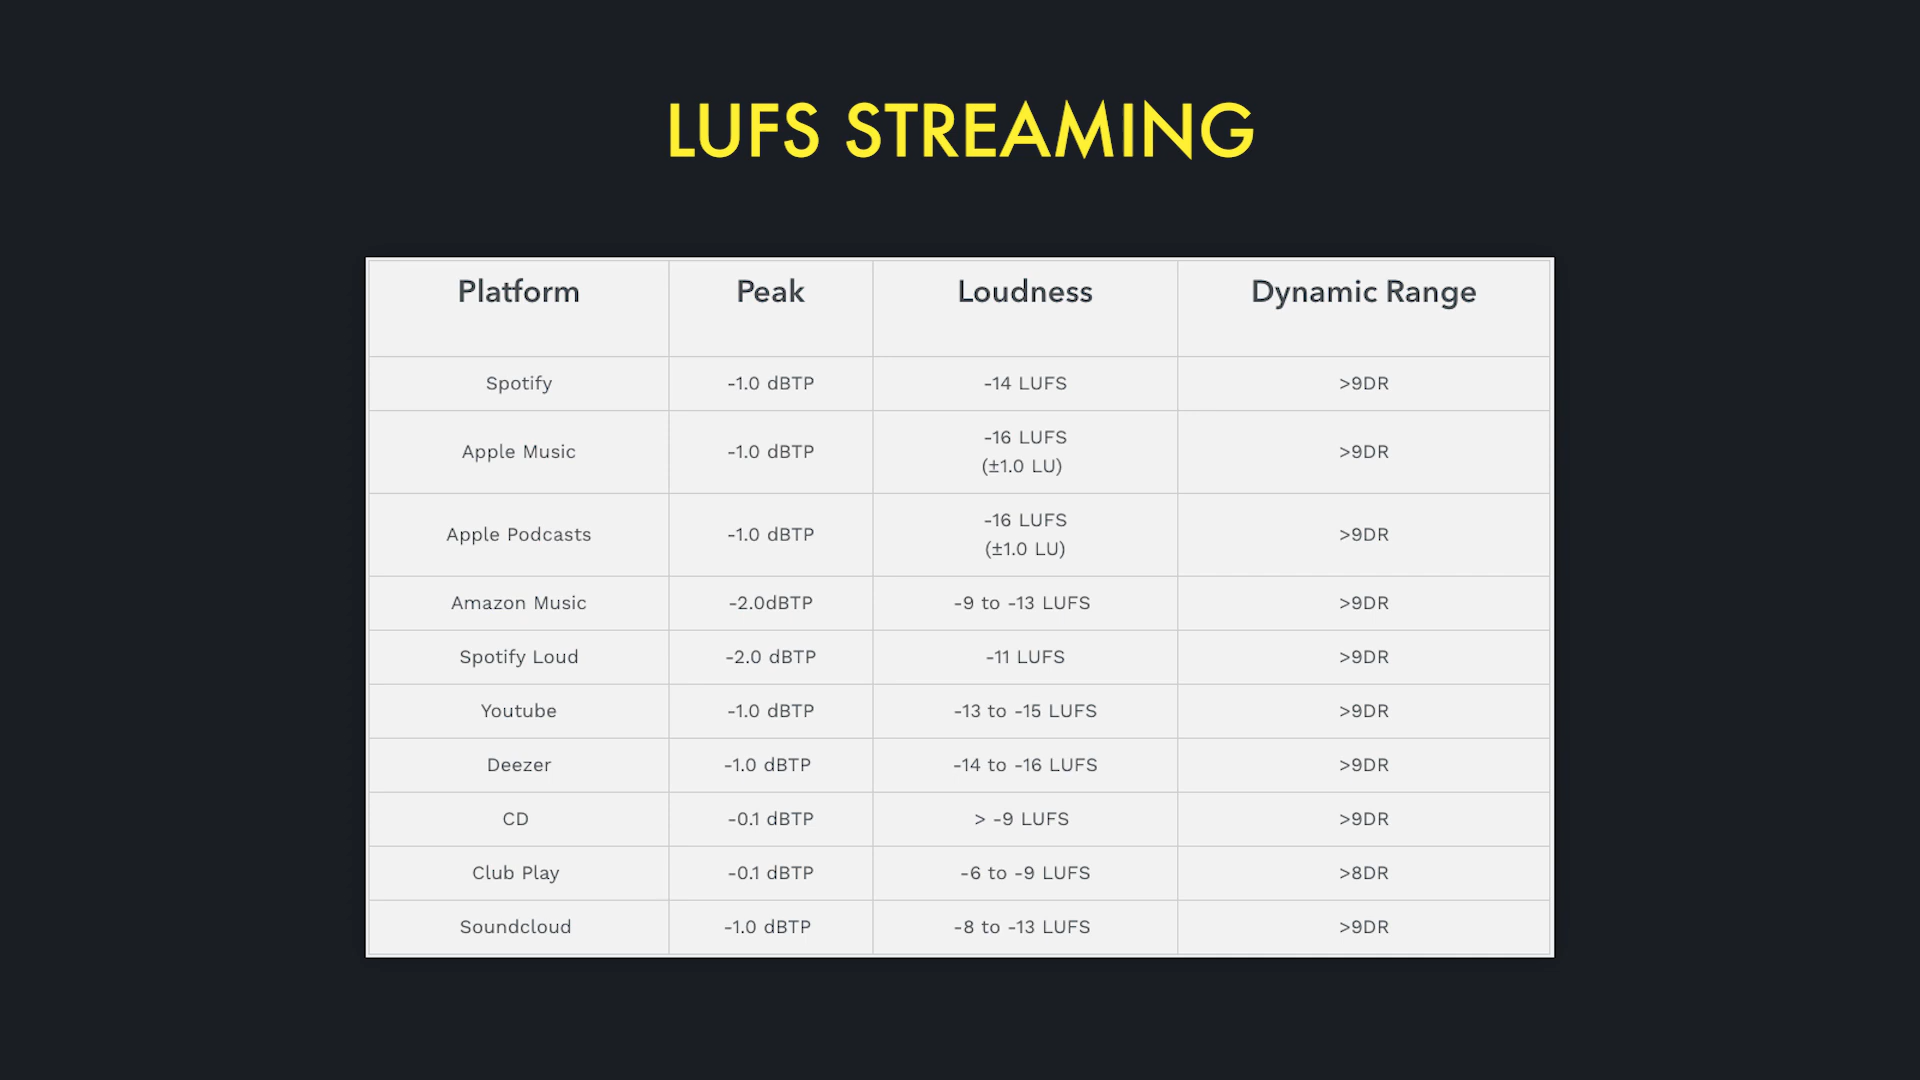 LUFS STREAMING
Platform Peak Loudness Dynamic Range
Spotify -1.0 dBTP -14 LUFS >9DR
Apple Music -1.0 dBTP -16 LUFS (±1.0 LU) >9DR
Apple Podcasts -1.0 dBTP -16 LUFS (±1.0 LU) >9DR
Amazon Music -2.0dBTP -9 to -13 LUFS >9DR
Spotify Loud -2.0 dBTP -11 LUFS >9DR
Youtube -1.0 dBTP -13 to -15 LUFS >9DR
Deezer -1.0 dBTP -14 to -16 LUFS >9DR
CD -0.1 dBTP > -9 LUFS >9DR
Club Play -0.1 dBTP -6 to -9 LUFS >8DR
Soundcloud -1.0 dBTP -8 to -13 LUFS >9DR